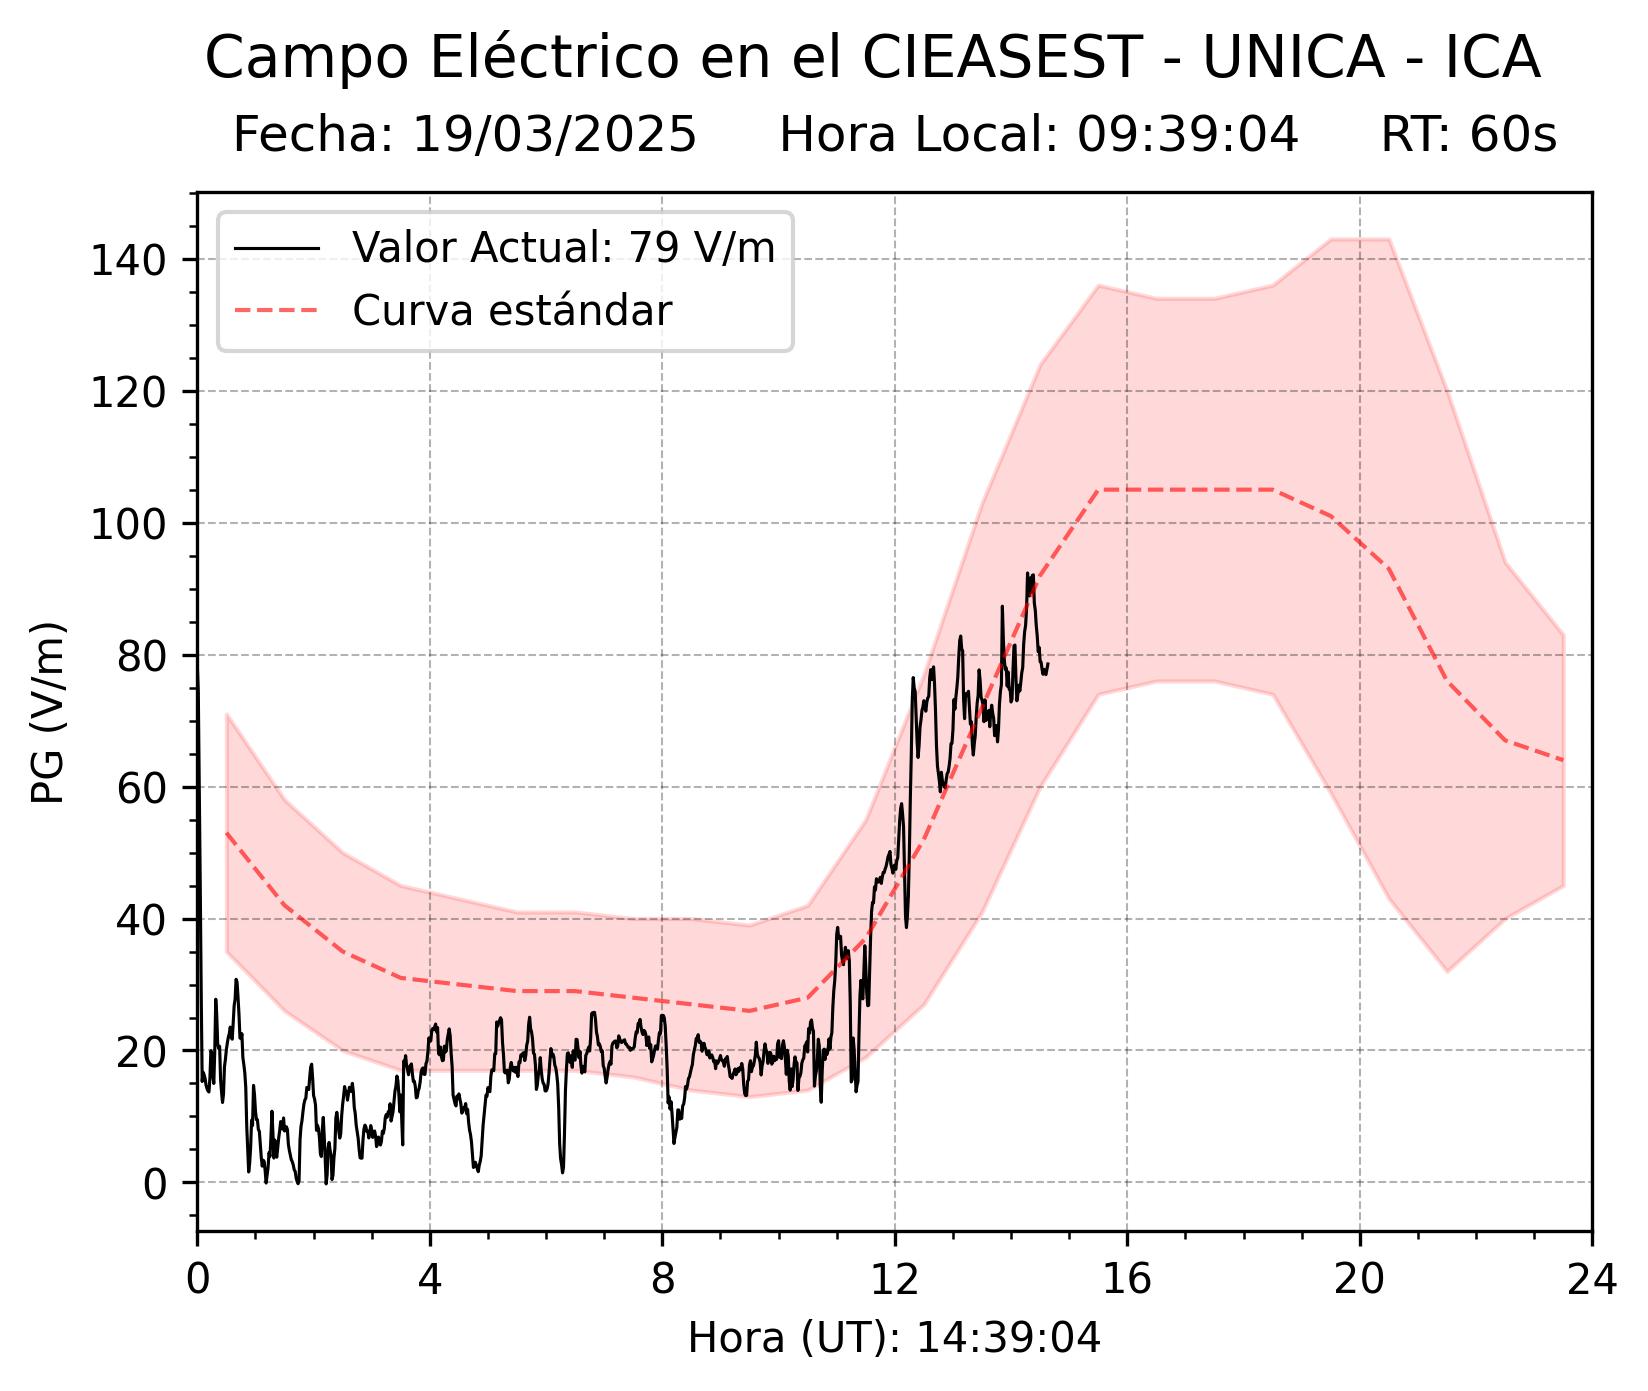 Campo Eléctrico en el CIEASEST - UNICA - ICA
Fecha: 19/03/2025 Hora Local: 09:39:04 RT: 60s
Valor Actual: 79 V/m
Curva estándar
140
120
100
80
60
40
20
0
PG (V/m)
0 4 8 12 16 20 24
Hora (UT): 14:39:04